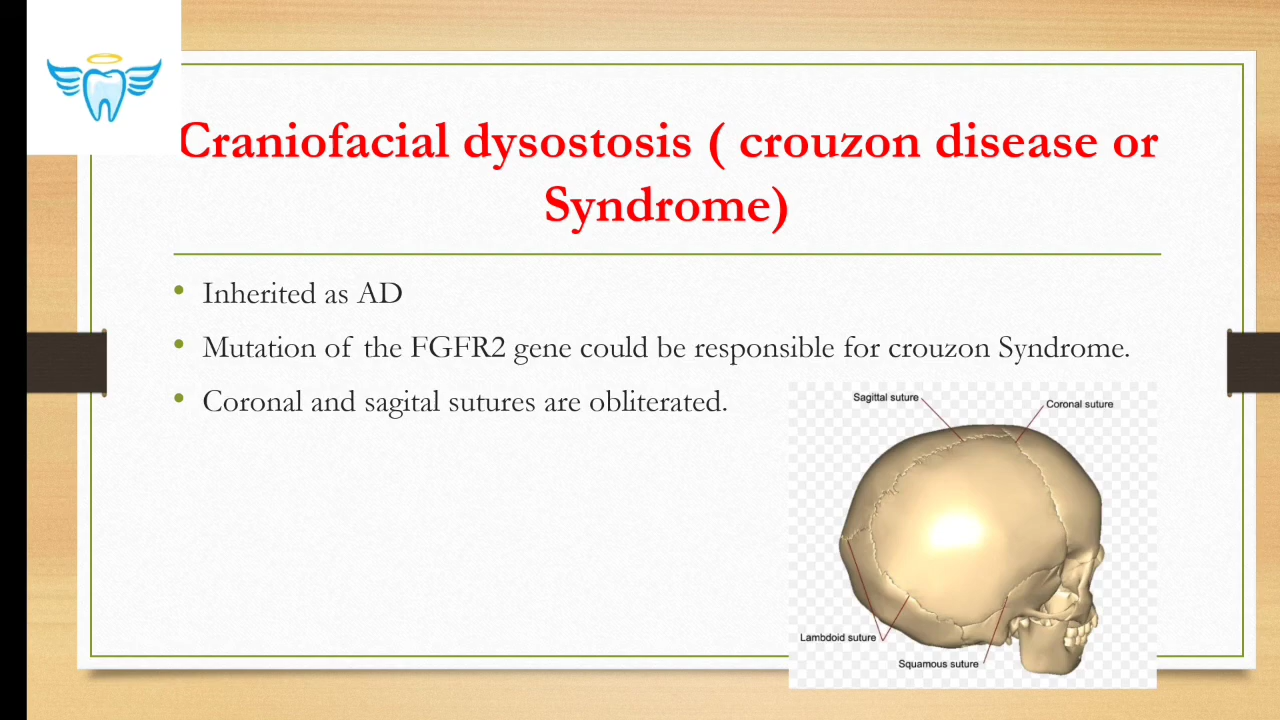 Craniofacial dysostosis ( crouzon disease or
Syndrome)
• Inherited as AD
• Mutation of the FGFR2 gene could be responsible for crouzon Syndrome.
• Coronal and sagital sutures are obliterated.
Sagittal suture
Coronal suture
Lambdoid suture
Squamous suture